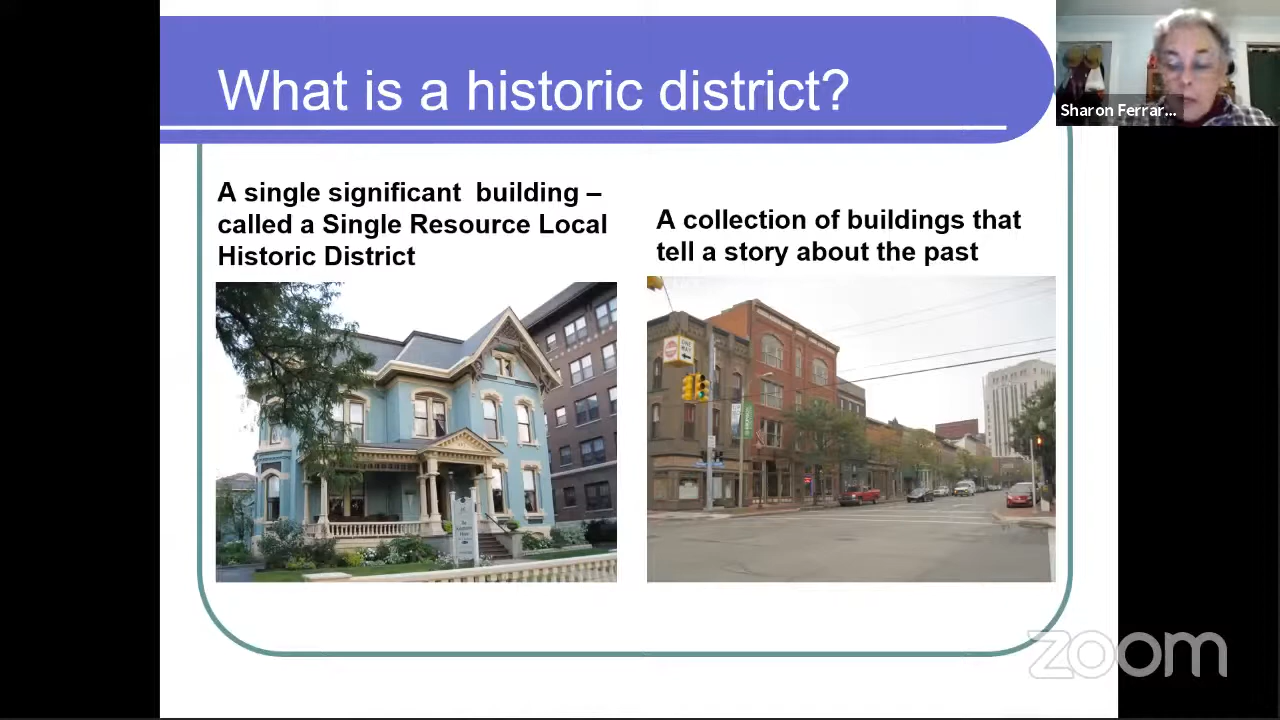 What is a historic district?
Sharon Ferrar...
A single significant building –
called a Single Resource Local
Historic District
A collection of buildings that
tell a story about the past
zoom